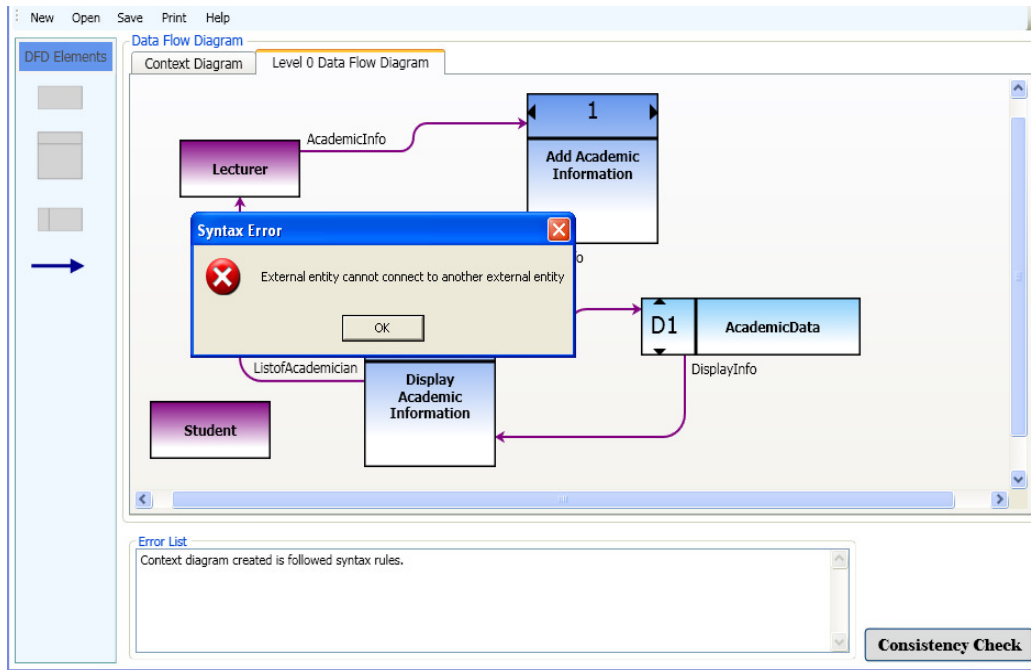 New Open Save Print Help
DFD Elements
Data Flow Diagram
Context Diagram
Level 0 Data Flow Diagram
1
AcademicInfo
Add Academic
Information
Lecturer
Syntax Error
External entity cannot connect to another external entity
OK
D1
AcademicData
ListofAcademician
DisplayInfo
Display
Academic
Information
Student
Error List
Context diagram created is followed syntax rules.
Consistency Check